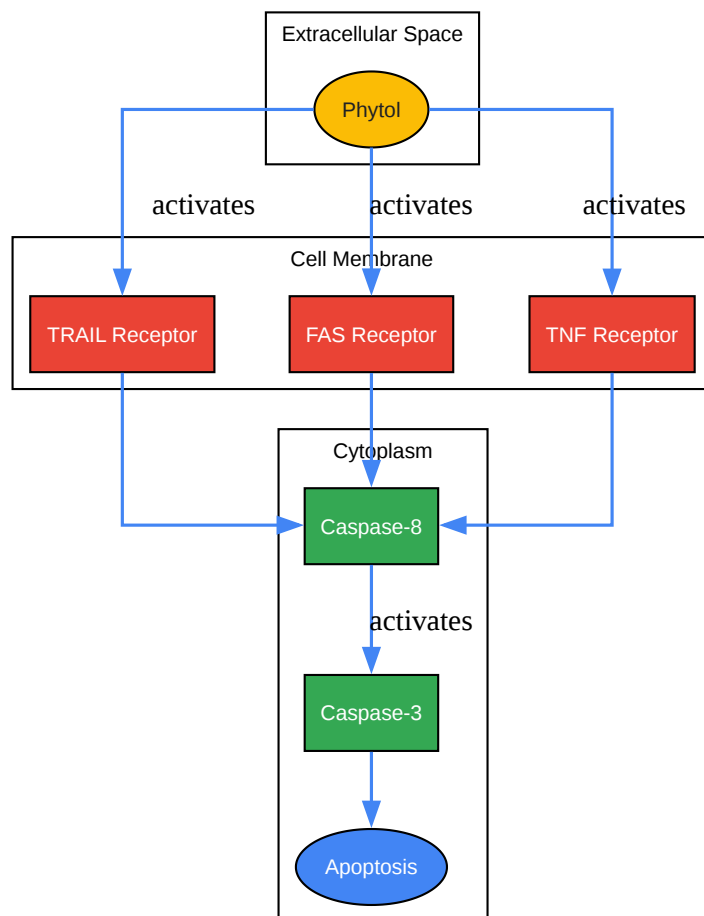 Extracellular Space
Phytol
activates
activates
activates
Cell Membrane
TRAIL Receptor
FAS Receptor
TNF Receptor
Cytoplasm
Caspase-8
activates
Caspase-3
Apoptosis